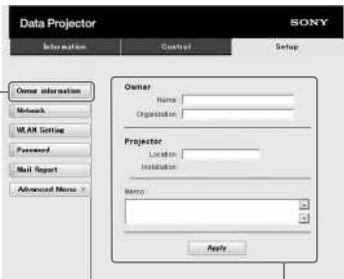 Data Projector
SONY
Information
Control
Setup
Owner information
Network
WLAN Setting
Password
Mail Report
Advanced Menu
Owner
Name
Organization
Projector
Location
Installation
Memo
Apply